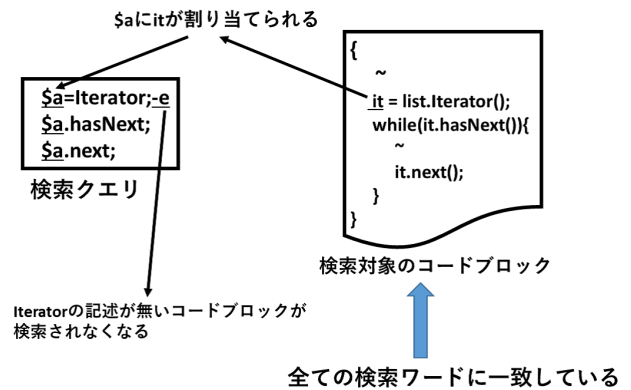 $aにitが割り当てられる
$a=Iterator;-e
$a.hasNext;
$a.next;
検索クエリ
{
~
it = list.Iterator();
while(it.hasNext()){
~
it.next();
}
}
検索対象のコードブロック
Iteratorの記述が無いコードブロックが
検索されなくなる
全ての検索ワードに一致している